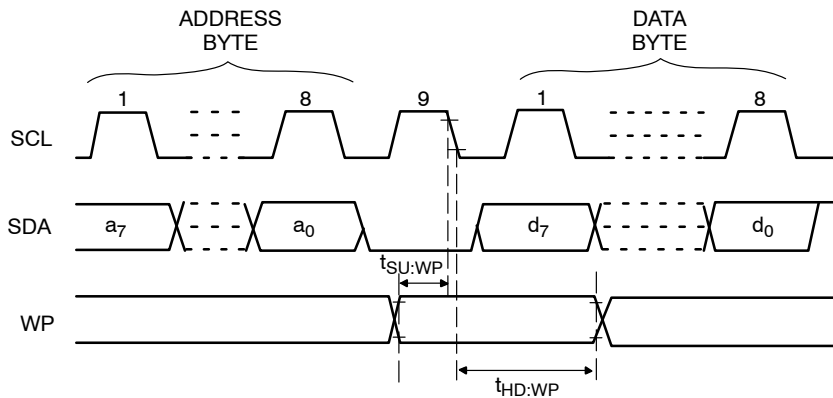 ADDRESS
BYTE
DATA
BYTE
1
8
9
1
8
SCL
SDA
a7
a0
d7
d0
tSU:WP
WP
tHD:WP